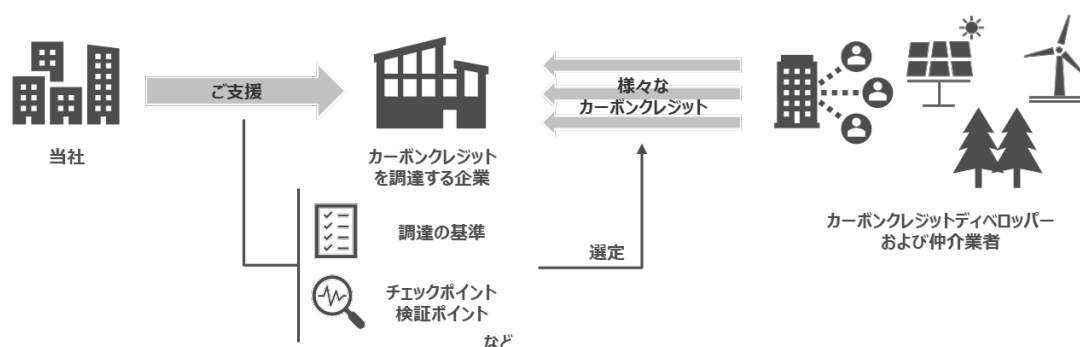 ご支援
様々な
カーボンクレジット
当社
カーボンクレジット
を調達する企業
カーボンクレジットディベロッパー
および仲介業者
調達の基準
選定
チェックポイント
検証ポイント
など